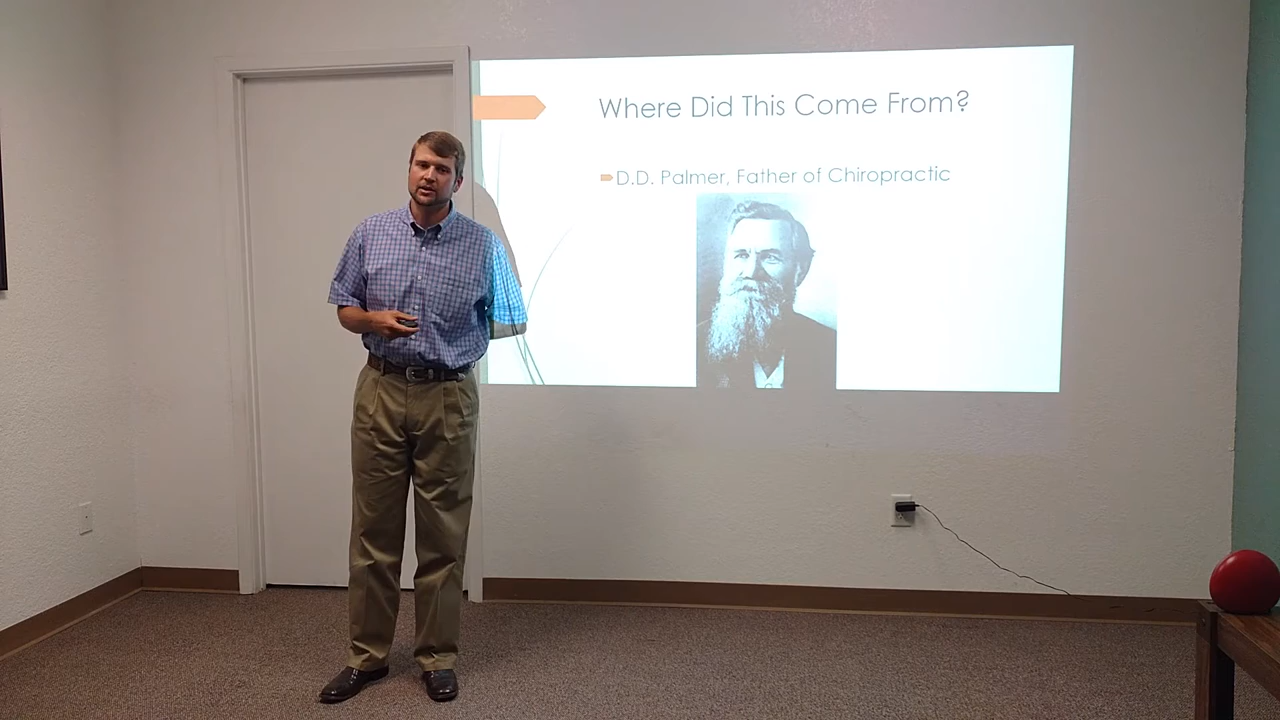 Where Did This Come From?
D.D. Palmer, Father of Chiropractic